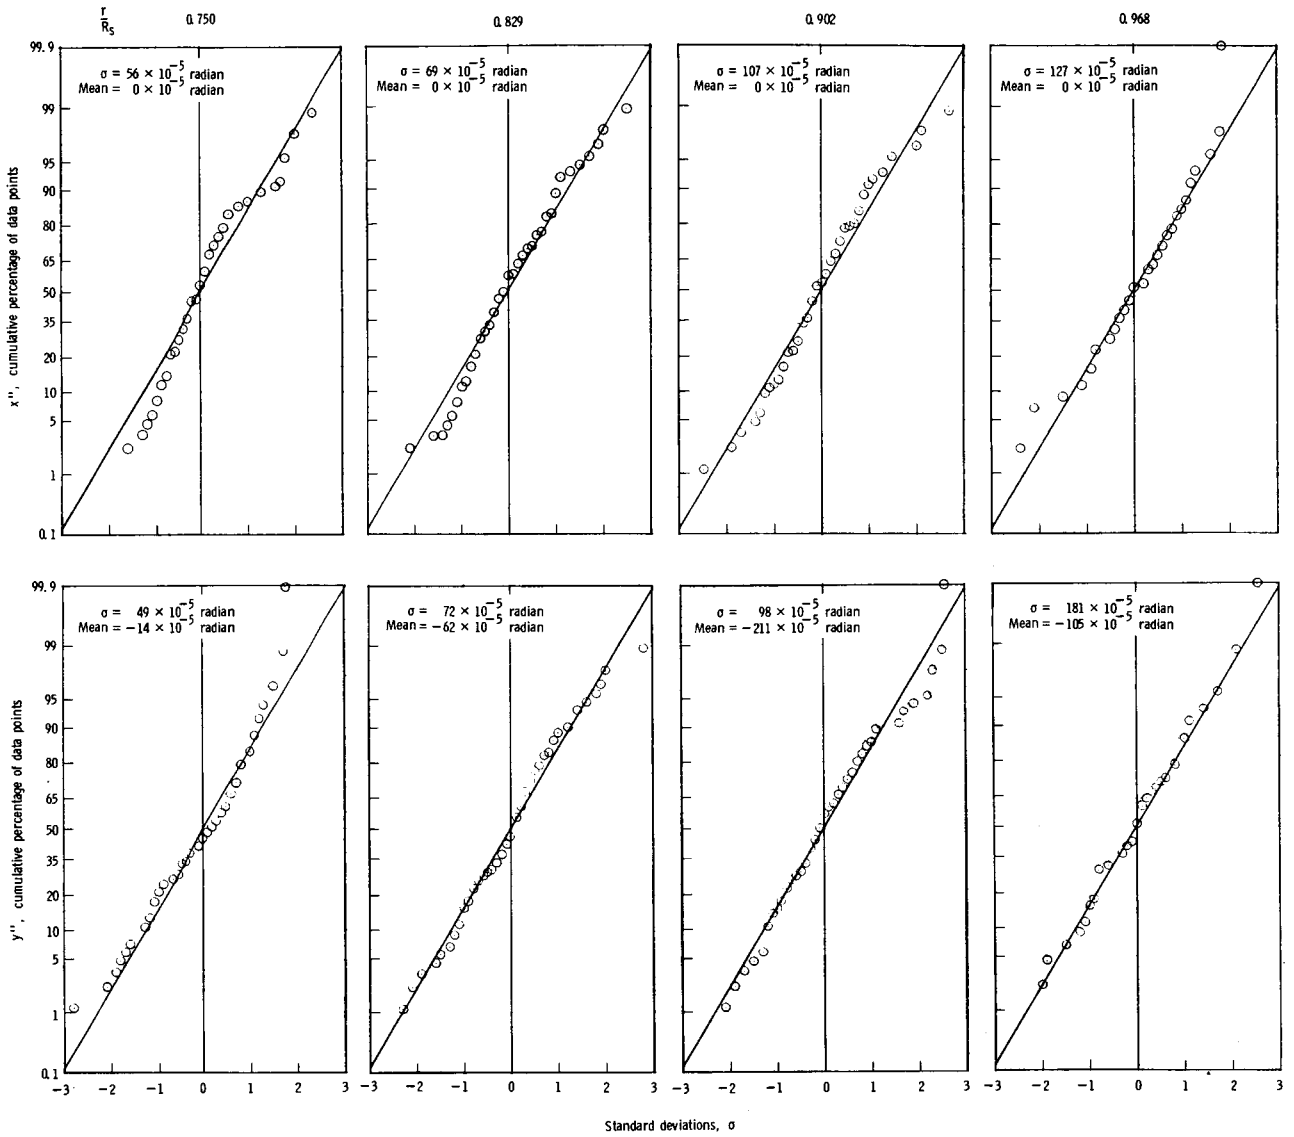 r/R_s 0.750 0.829 0.902 0.968
σ = 56 × 10^-5 radian
Mean = 0 × 10^-5 radian
σ = 69 × 10^-5 radian
Mean = 0 × 10^-5 radian
σ = 107 × 10^-5 radian
Mean = 0 × 10^-5 radian
σ = 127 × 10^-5 radian
Mean = 0 × 10^-5 radian
99.9
99
95
90
80
65
50
35
20
10
5
1
0.1
x'', cumulative percentage of data points
σ = 49 × 10^-5 radian
Mean = -14 × 10^-5 radian
σ = 72 × 10^-5 radian
Mean = -62 × 10^-5 radian
σ = 98 × 10^-5 radian
Mean = -211 × 10^-5 radian
σ = 181 × 10^-5 radian
Mean = -105 × 10^-5 radian
99.9
99
95
90
80
65
50
35
20
10
5
1
0.1
y'', cumulative percentage of data points
-3 -2 -1 0 1 2 3 -3 -2 -1 0 1 2 3 -3 -2 -1 0 1 2 3 -3 -2 -1 0 1 2 3
Standard deviations, σ